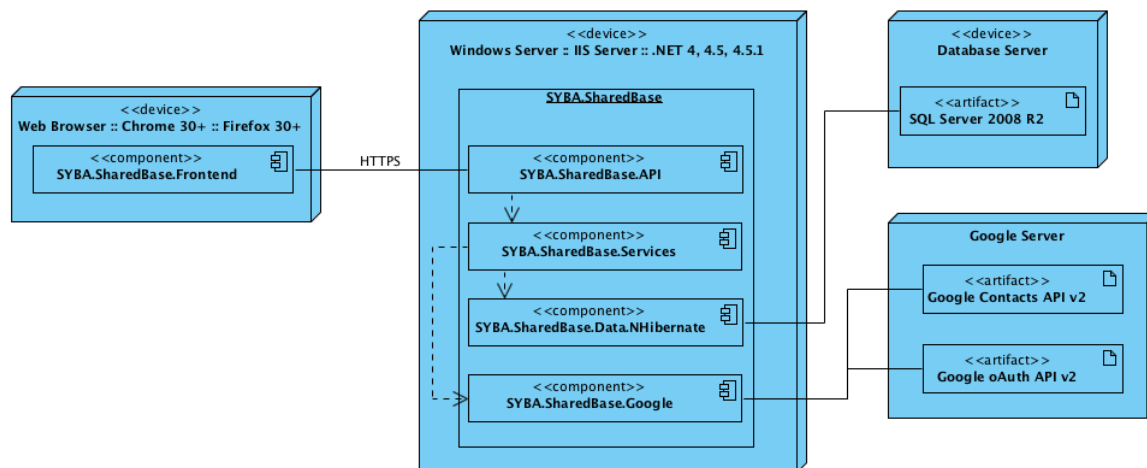 <<device>>
Web Browser :: Chrome 30+ :: Firefox 30+
<<component>>
SYBA.SharedBase.Frontend
HTTPS
<<device>>
Windows Server :: IIS Server :: .NET 4, 4.5, 4.5.1
SYBA.SharedBase
<<component>>
SYBA.SharedBase.API
<<component>>
SYBA.SharedBase.Services
<<component>>
SYBA.SharedBase.Data.NHibernate
<<component>>
SYBA.SharedBase.Google
<<device>>
Database Server
<<artifact>>
SQL Server 2008 R2
Google Server
<<artifact>>
Google Contacts API v2
<<artifact>>
Google oAuth API v2